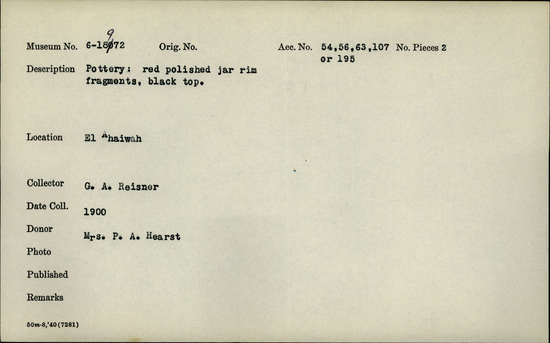 Museum No. 6-18972 Orig. No. Acc. No. 54,56,63,107 No. Pieces 2
or 195
Description Pottery: red polished jar rim
fragments, black top.
Location El Ahaiwah
Collector G. A. Reisner
Date Coll. 1900
Donor Mrs. P. A. Hearst
Photo
Published
Remarks
50m-8,'40(7281)